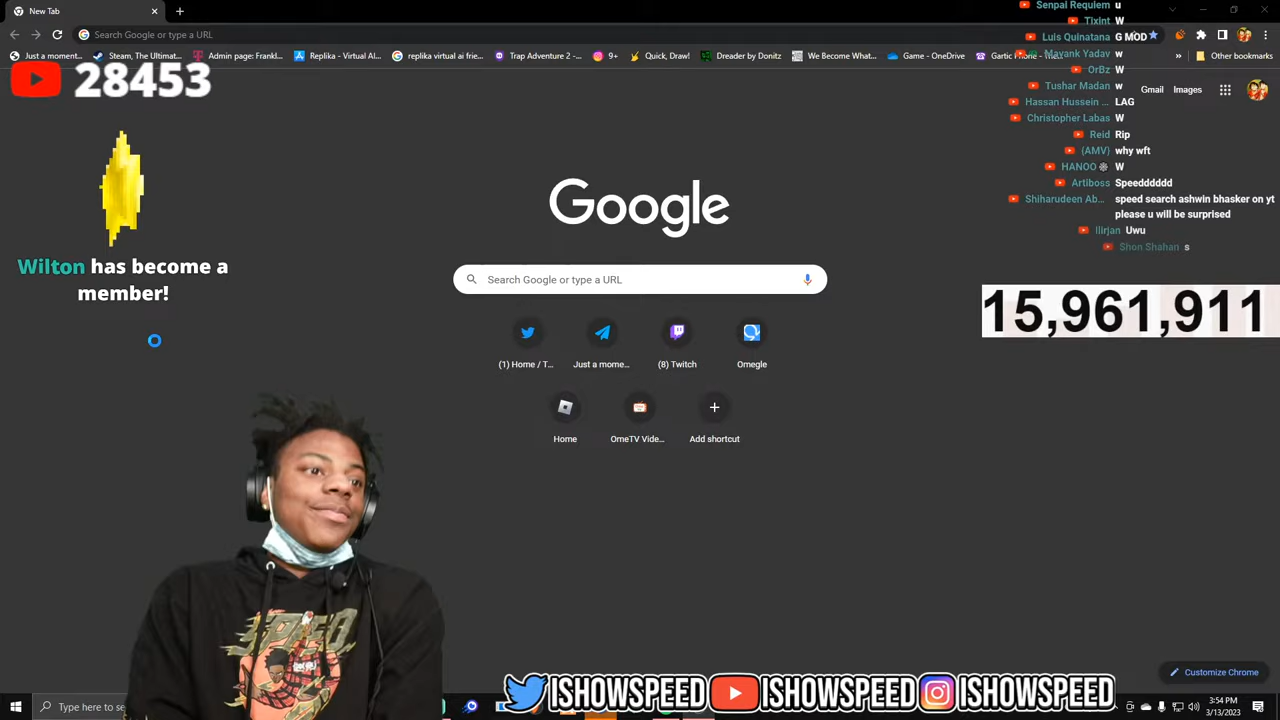 New Tab
Search Google or type a URL
Just a moment...
Steam, The Ultimat...
Admin page: Frankl...
Replika - Virtual AI...
replika virtual ai frie...
Trap Adventure 2 -...
9+
Quick, Draw!
Dreader by Donitz
We Become What...
Game - OneDrive
Gartic Phone -
Other bookmarks
28453
Gmail
Images
Senpai Requiem u
Tixint W
Luis Quinatana G MOD
Mayank Yadav w
OrBz W
Tushar Madan w
Hassan Hussein ... LAG
Christopher Labas W
Reid Rip
(AMV) why wft
HANOO W
Artiboss Speedddddd
Shiharudeen Ab... speed search ashwin bhasker on yt
please u will be surprised
Ilirjan Uwu
Shon Shahan s
Google
Wilton has become a
member!
Search Google or type a URL
15,961,911
(1) Home / T...
Just a mome...
(8) Twitch
Omegle
Home
OmeTV Vide...
Add shortcut
SPEED
Customize Chrome
ISHOWSPEED ISHOWSPEED ISHOWSPEED
Type here to se
3:54 PM
3/13/2023